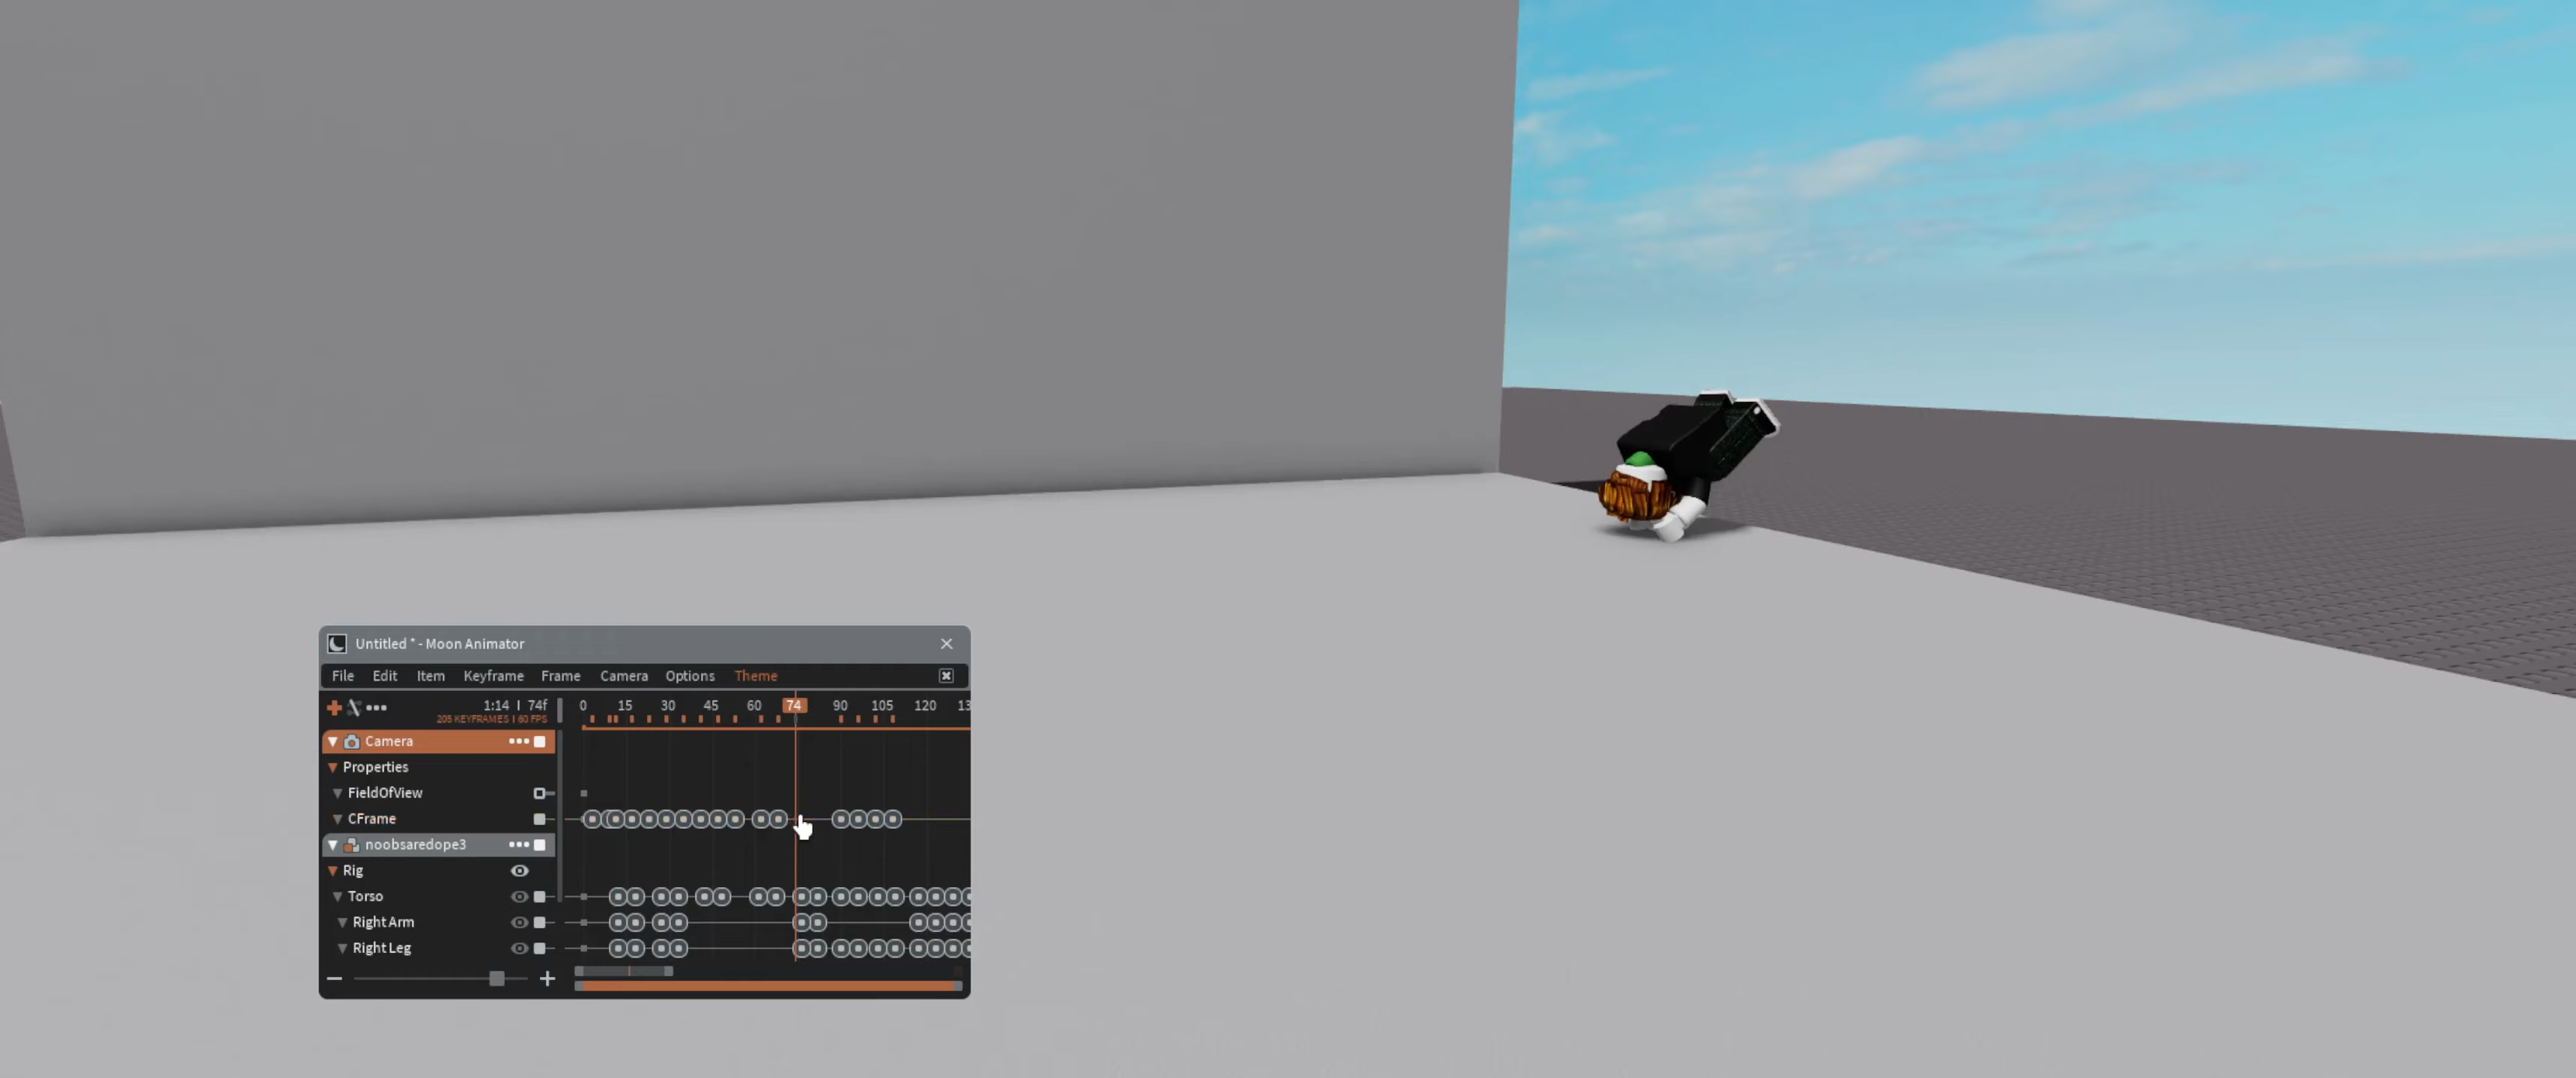 Untitled * - Moon Animator
File Edit Item Keyframe Frame Camera Options Theme
1:14 | 74f 0 15 30 45 60 74 90 105 120 13
205 KEYFRAMES | 60 FPS
Camera
Properties
FieldOfView
CFrame
noobsaredope3
Rig
Torso
Right Arm
Right Leg